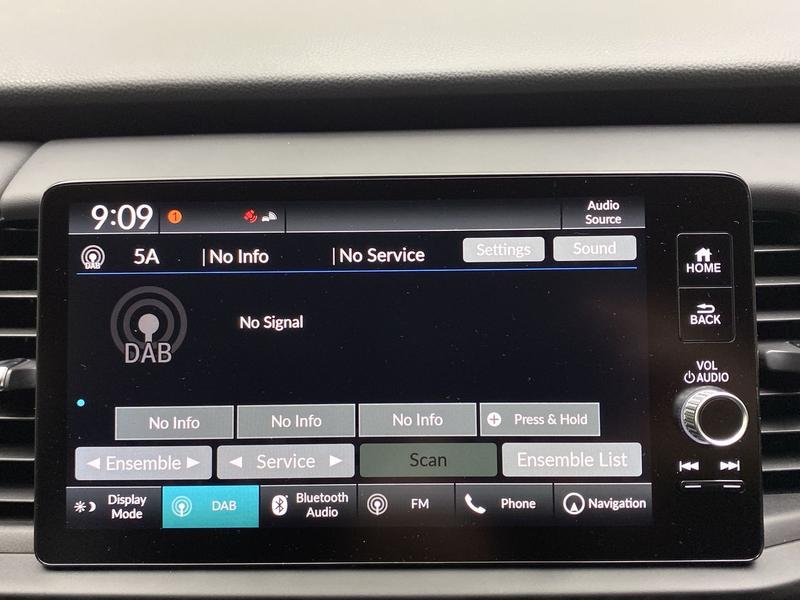 9:09
1
Audio
Source
DAB
5A
No Info
No Service
Settings
Sound
HOME
BACK
No Signal
DAB
VOL
AUDIO
No Info
No Info
No Info
Press & Hold
Ensemble
Service
Scan
Ensemble List
Display
Mode
DAB
Bluetooth
Audio
FM
Phone
Navigation